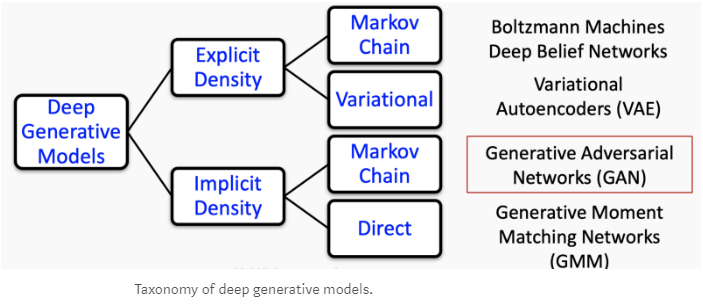 Deep
Generative
Models
Explicit
Density
Implicit
Density
Markov
Chain
Variational
Markov
Chain
Direct
Boltzmann Machines
Deep Belief Networks
Variational
Autoencoders (VAE)
Generative Adversarial
Networks (GAN)
Generative Moment
Matching Networks
(GMM)
Taxonomy of deep generative models.